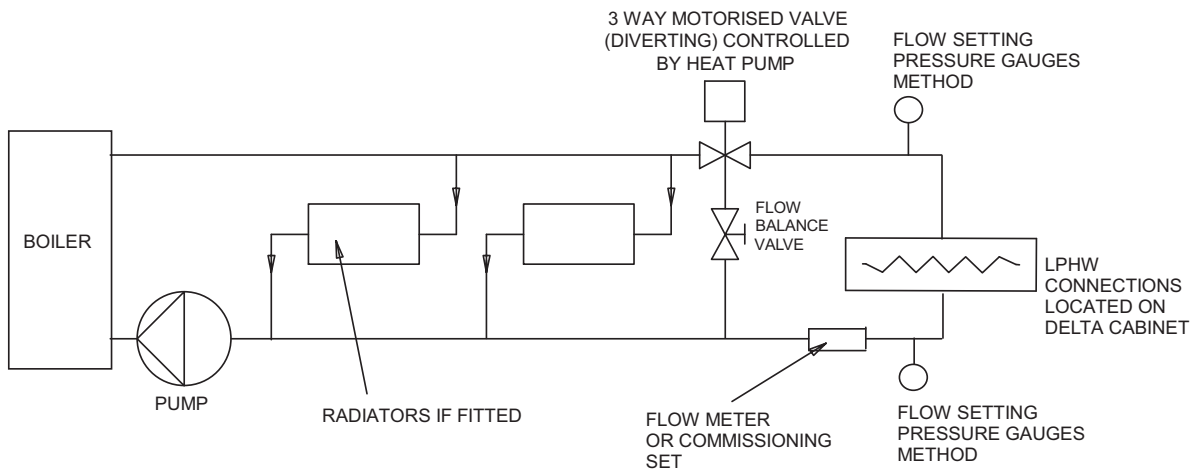 3 WAY MOTORISED VALVE
(DIVERTING) CONTROLLED
BY HEAT PUMP
FLOW SETTING
PRESSURE GAUGES
METHOD
BOILER
FLOW
BALANCE
VALVE
LPHW
CONNECTIONS
LOCATED ON
DELTA CABINET
PUMP
RADIATORS IF FITTED
FLOW METER
OR COMMISSIONING
SET
FLOW SETTING
PRESSURE GAUGES
METHOD